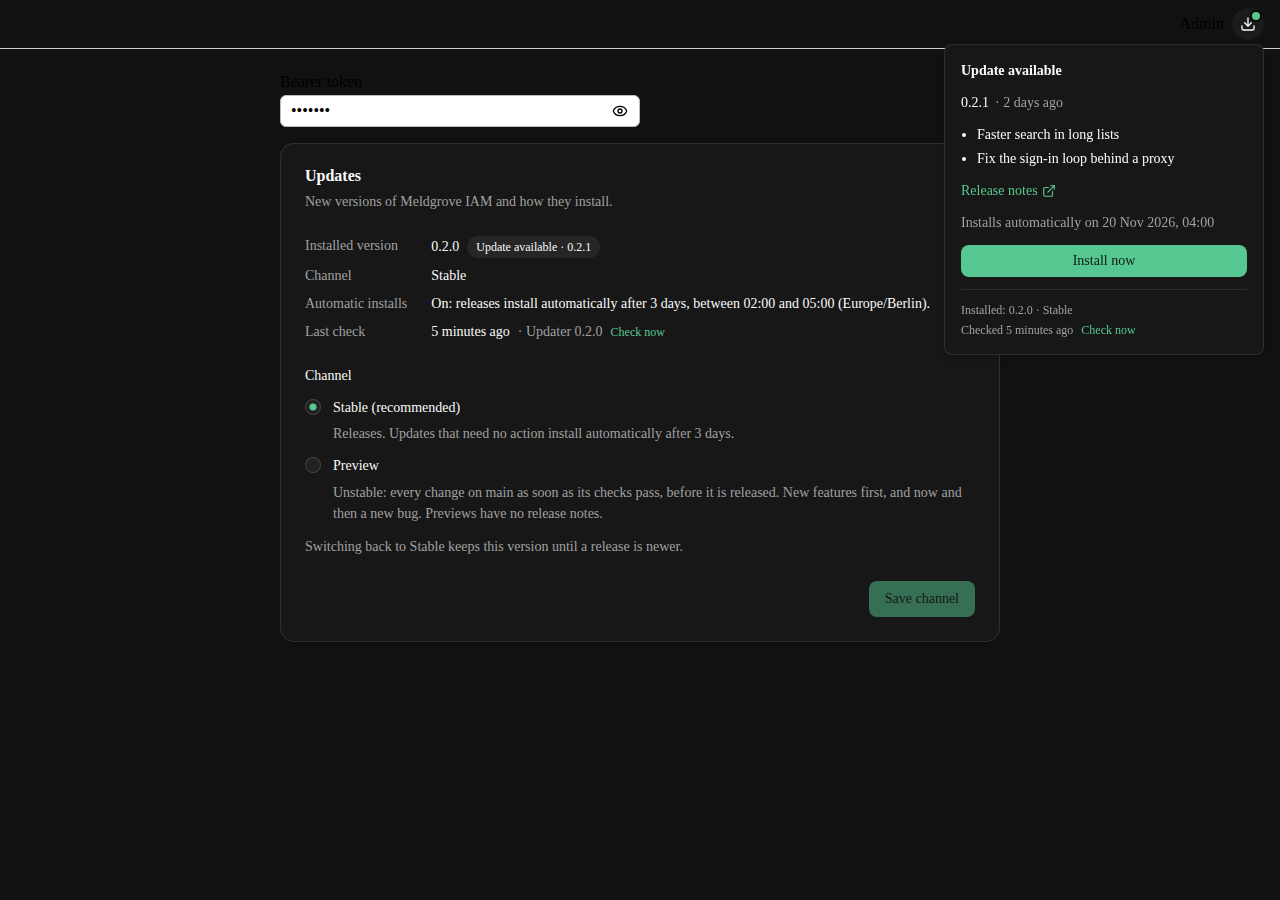 Admin
Bearer token
•••••••
Updates
New versions of Meldgrove IAM and how they install.
Installed version 0.2.0 Update available · 0.2.1
Channel Stable
Automatic installs On: releases install automatically after 3 days, between 02:00 and 05:00 (Europe/Berlin).
Last check 5 minutes ago · Updater 0.2.0 Check now
Channel
Stable (recommended)
Releases. Updates that need no action install automatically after 3 days.
Preview
Unstable: every change on main as soon as its checks pass, before it is released. New features first, and now and
then a new bug. Previews have no release notes.
Switching back to Stable keeps this version until a release is newer.
Save channel
Update available
0.2.1 · 2 days ago
• Faster search in long lists
• Fix the sign-in loop behind a proxy
Release notes
Installs automatically on 20 Nov 2026, 04:00
Install now
Installed: 0.2.0 · Stable
Checked 5 minutes ago Check now